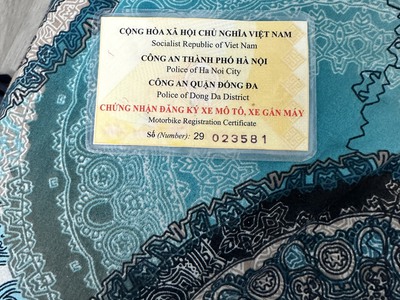 CỘNG HÒA XÃ HỘI CHỦ NGHĨA VIỆT NAM
Socialist Republic of Viet Nam
CÔNG AN THÀNH PHỐ HÀ NỘI
Police of Ha Noi City
CÔNG AN QUẬN ĐỐNG ĐA
Police of Dong Da District
CHỨNG NHẬN ĐĂNG KÝ XE MÔ TÔ, XE GẮN MÁY
Motorbike Registration Certificate
Số (Number): 29 023581